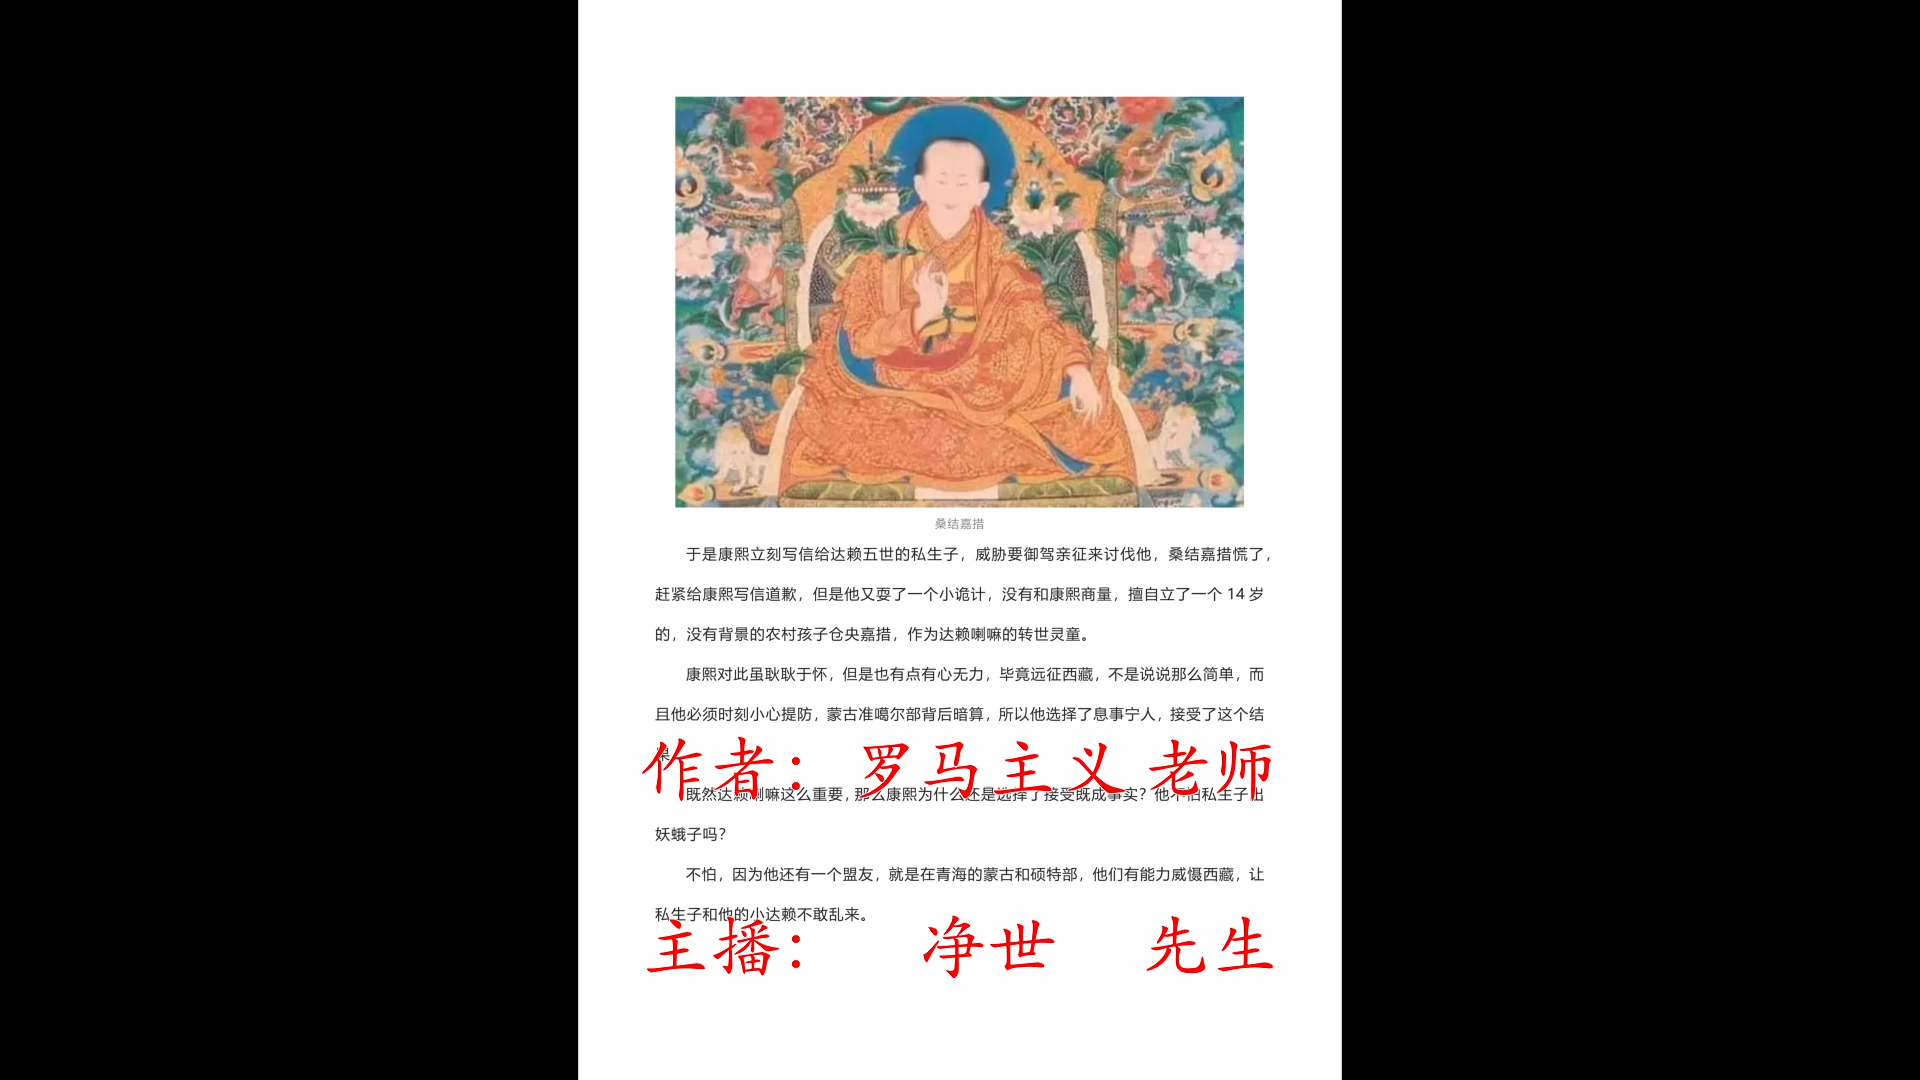 桑结嘉措
于是康熙立刻写信给达赖五世的私生子，威胁要御驾亲征来讨伐他，桑结嘉措慌了，
赶紧给康熙写信道歉，但是他又耍了一个小诡计，没有和康熙商量，擅自立了一个 14 岁
的，没有背景的农村孩子仓央嘉措，作为达赖喇嘛的转世灵童。
康熙对此虽耿耿于怀，但是也有点有心无力，毕竟远征西藏，不是说说那么简单，而
且他必须时刻小心提防，蒙古准噶尔部背后暗算，所以他选择了息事宁人，接受了这个结
果
作者：罗马主义 老师
既然达赖喇嘛这么重要，那么康熙为什么还是选择了接受既成事实？他不怕私生子出
妖蛾子吗？
不怕，因为他还有一个盟友，就是在青海的蒙古和硕特部，他们有能力威慑西藏，让
私生子和他的小达赖不敢乱来。
主播： 净世 先生